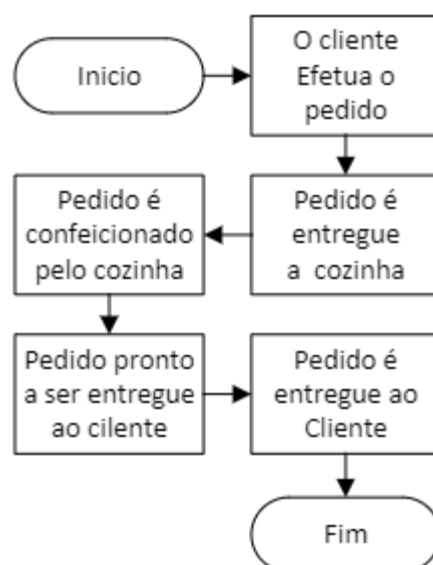 Inicio
O cliente
Efetua o
pedido
Pedido é
entregue
a cozinha
Pedido é
confeicionado
pelo cozinha
Pedido pronto
a ser entregue
ao cilente
Pedido é
entregue ao
Cliente
Fim